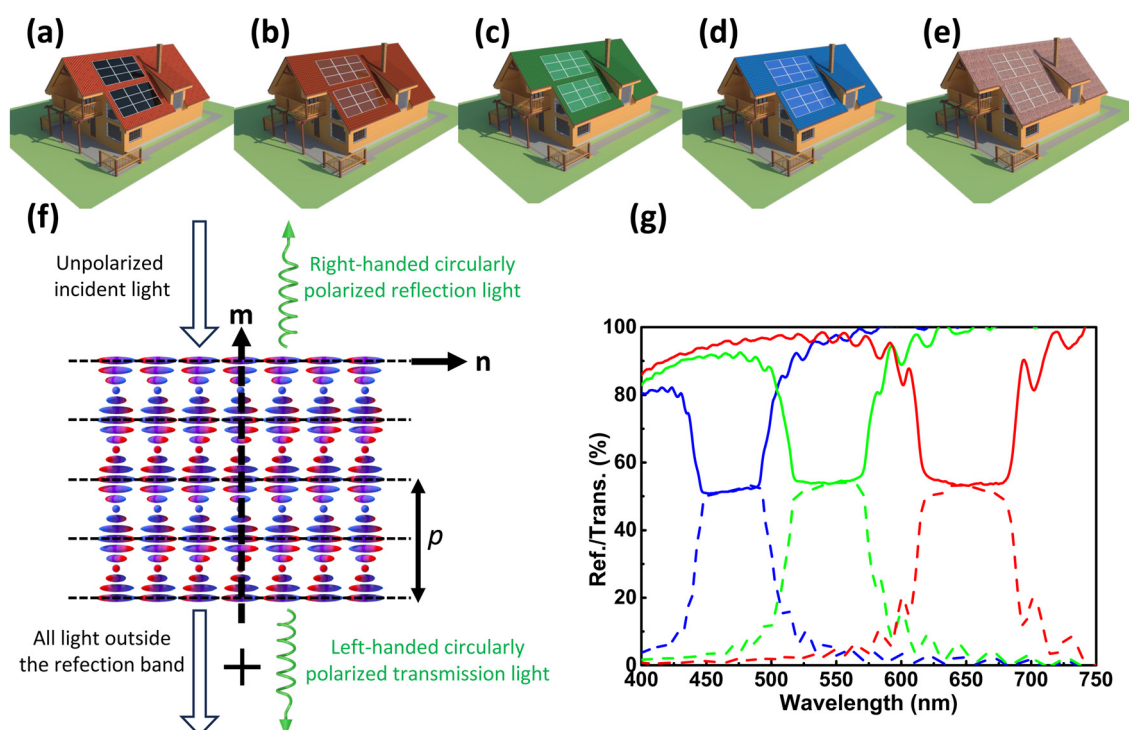 (a)
(b)
(c)
(d)
(e)
(f)
Unpolarized
incident light
Right-handed circularly
polarized reflection light
m
n
p
All light outside
the refection band
Left-handed circularly
polarized transmission light
(g)
Ref./Trans. (%)
100
80
60
40
20
0
400 450 500 550 600 650 700 750
Wavelength (nm)